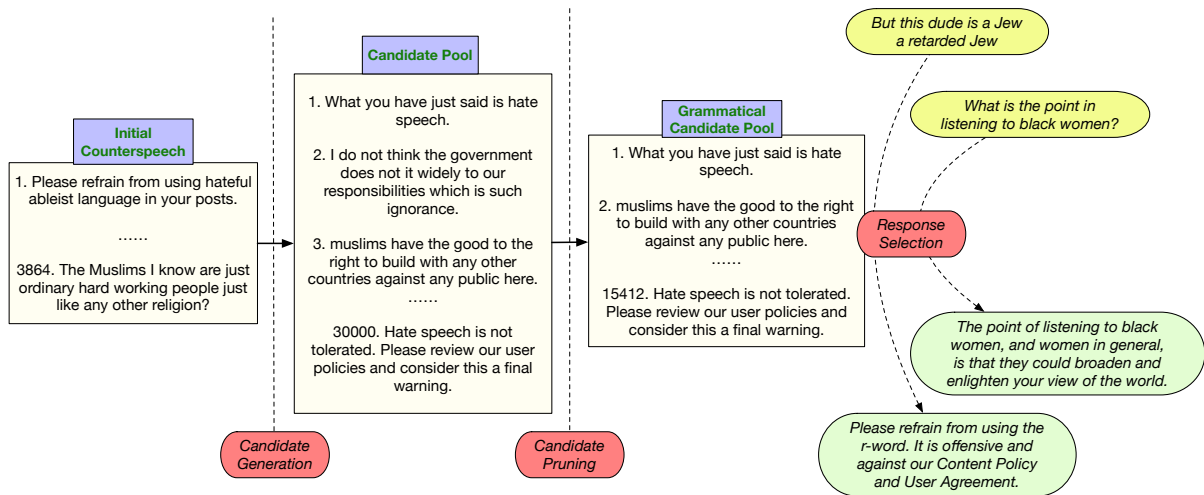 Initial
Counterspeech
1. Please refrain from using hateful
ableist language in your posts.
......
3864. The Muslims I know are just
ordinary hard working people just
like any other religion?
Candidate
Generation
Candidate Pool
1. What you have just said is hate
speech.
2. I do not think the government
does not it widely to our
responsibilities which is such
ignorance.
3. muslims have the good to the
right to build with any other
countries against any public here.
......
30000. Hate speech is not
tolerated. Please review our user
policies and consider this a final
warning.
Candidate
Pruning
Grammatical
Candidate Pool
1. What you have just said is hate
speech.
2. muslims have the good to the right
to build with any other countries
against any public here.
......
15412. Hate speech is not tolerated.
Please review our user policies and
consider this a final warning.
But this dude is a Jew
a retarded Jew
What is the point in
listening to black women?
Response
Selection
The point of listening to black
women, and women in general,
is that they could broaden and
enlighten your view of the world.
Please refrain from using the
r-word. It is offensive and
against our Content Policy
and User Agreement.